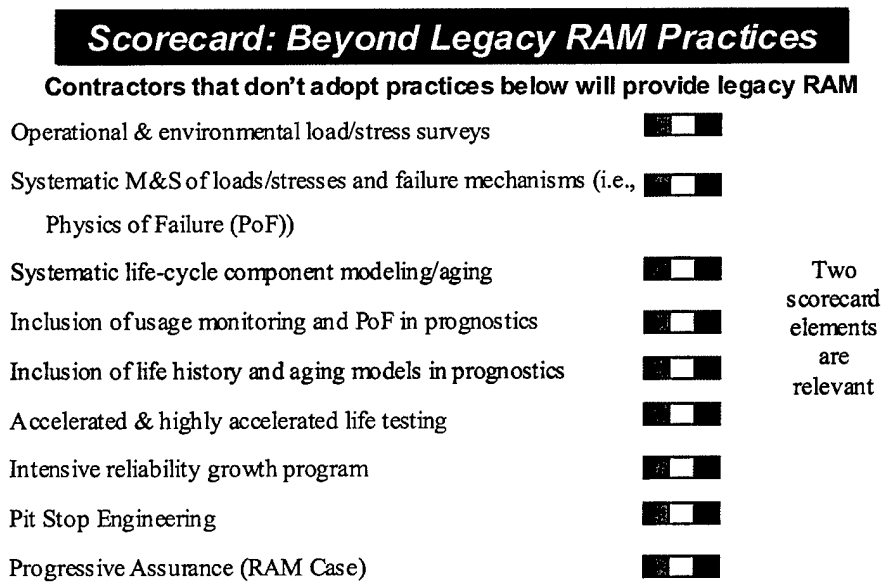 Scorecard: Beyond Legacy RAM Practices
Contractors that don't adopt practices below will provide legacy RAM
Operational & environmental load/stress surveys
Systematic M&S of loads/stresses and failure mechanisms (i.e.,
Physics of Failure (PoF))
Systematic life-cycle component modeling/aging
Inclusion of usage monitoring and PoF in prognostics
Inclusion of life history and aging models in prognostics
Accelerated & highly accelerated life testing
Intensive reliability growth program
Pit Stop Engineering
Progressive Assurance (RAM Case)
Two
scorecard
elements
are
relevant